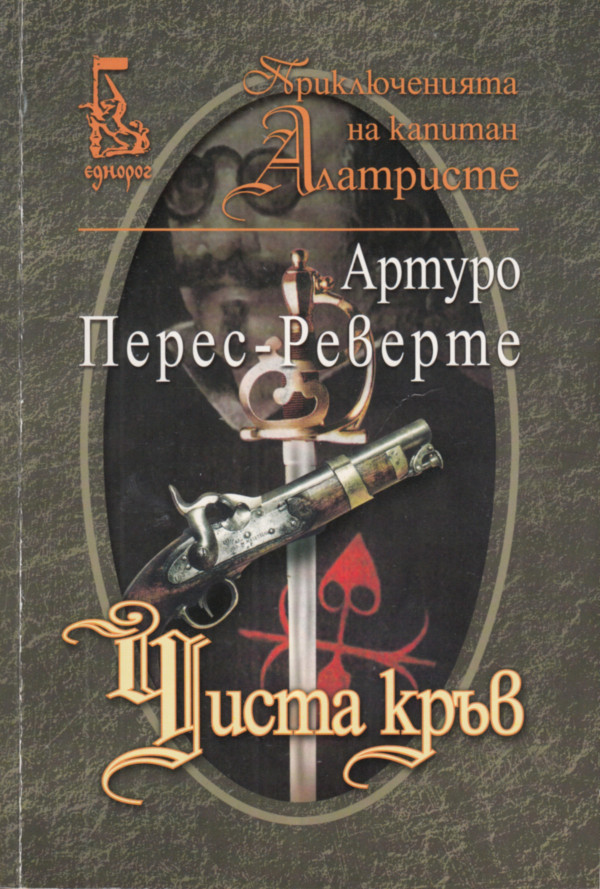 Приключенията
на капитан
Алатристе
Еднорог
Артуро
Перес-Реверте
Чиста кръв